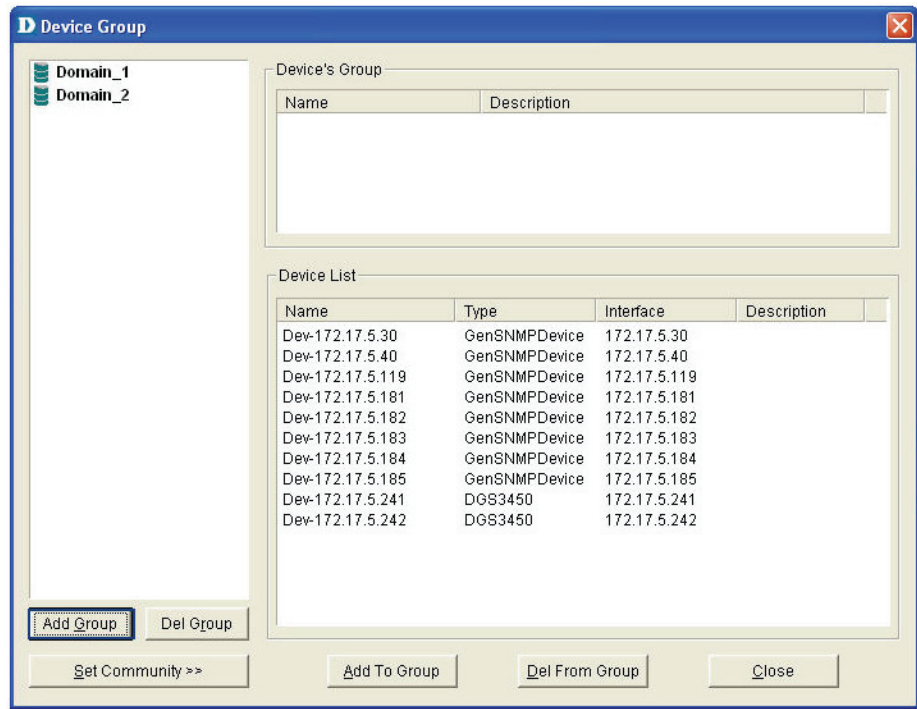 D Device Group
Domain_1
Domain_2
Device's Group
Name Description
Device List
Name Type Interface Description
Dev-172.17.5.30 GenSNMPDevice 172.17.5.30
Dev-172.17.5.40 GenSNMPDevice 172.17.5.40
Dev-172.17.5.119 GenSNMPDevice 172.17.5.119
Dev-172.17.5.181 GenSNMPDevice 172.17.5.181
Dev-172.17.5.182 GenSNMPDevice 172.17.5.182
Dev-172.17.5.183 GenSNMPDevice 172.17.5.183
Dev-172.17.5.184 GenSNMPDevice 172.17.5.184
Dev-172.17.5.185 GenSNMPDevice 172.17.5.185
Dev-172.17.5.241 DGS3450 172.17.5.241
Dev-172.17.5.242 DGS3450 172.17.5.242
Add Group Del Group
Set Community >> Add To Group Del From Group Close